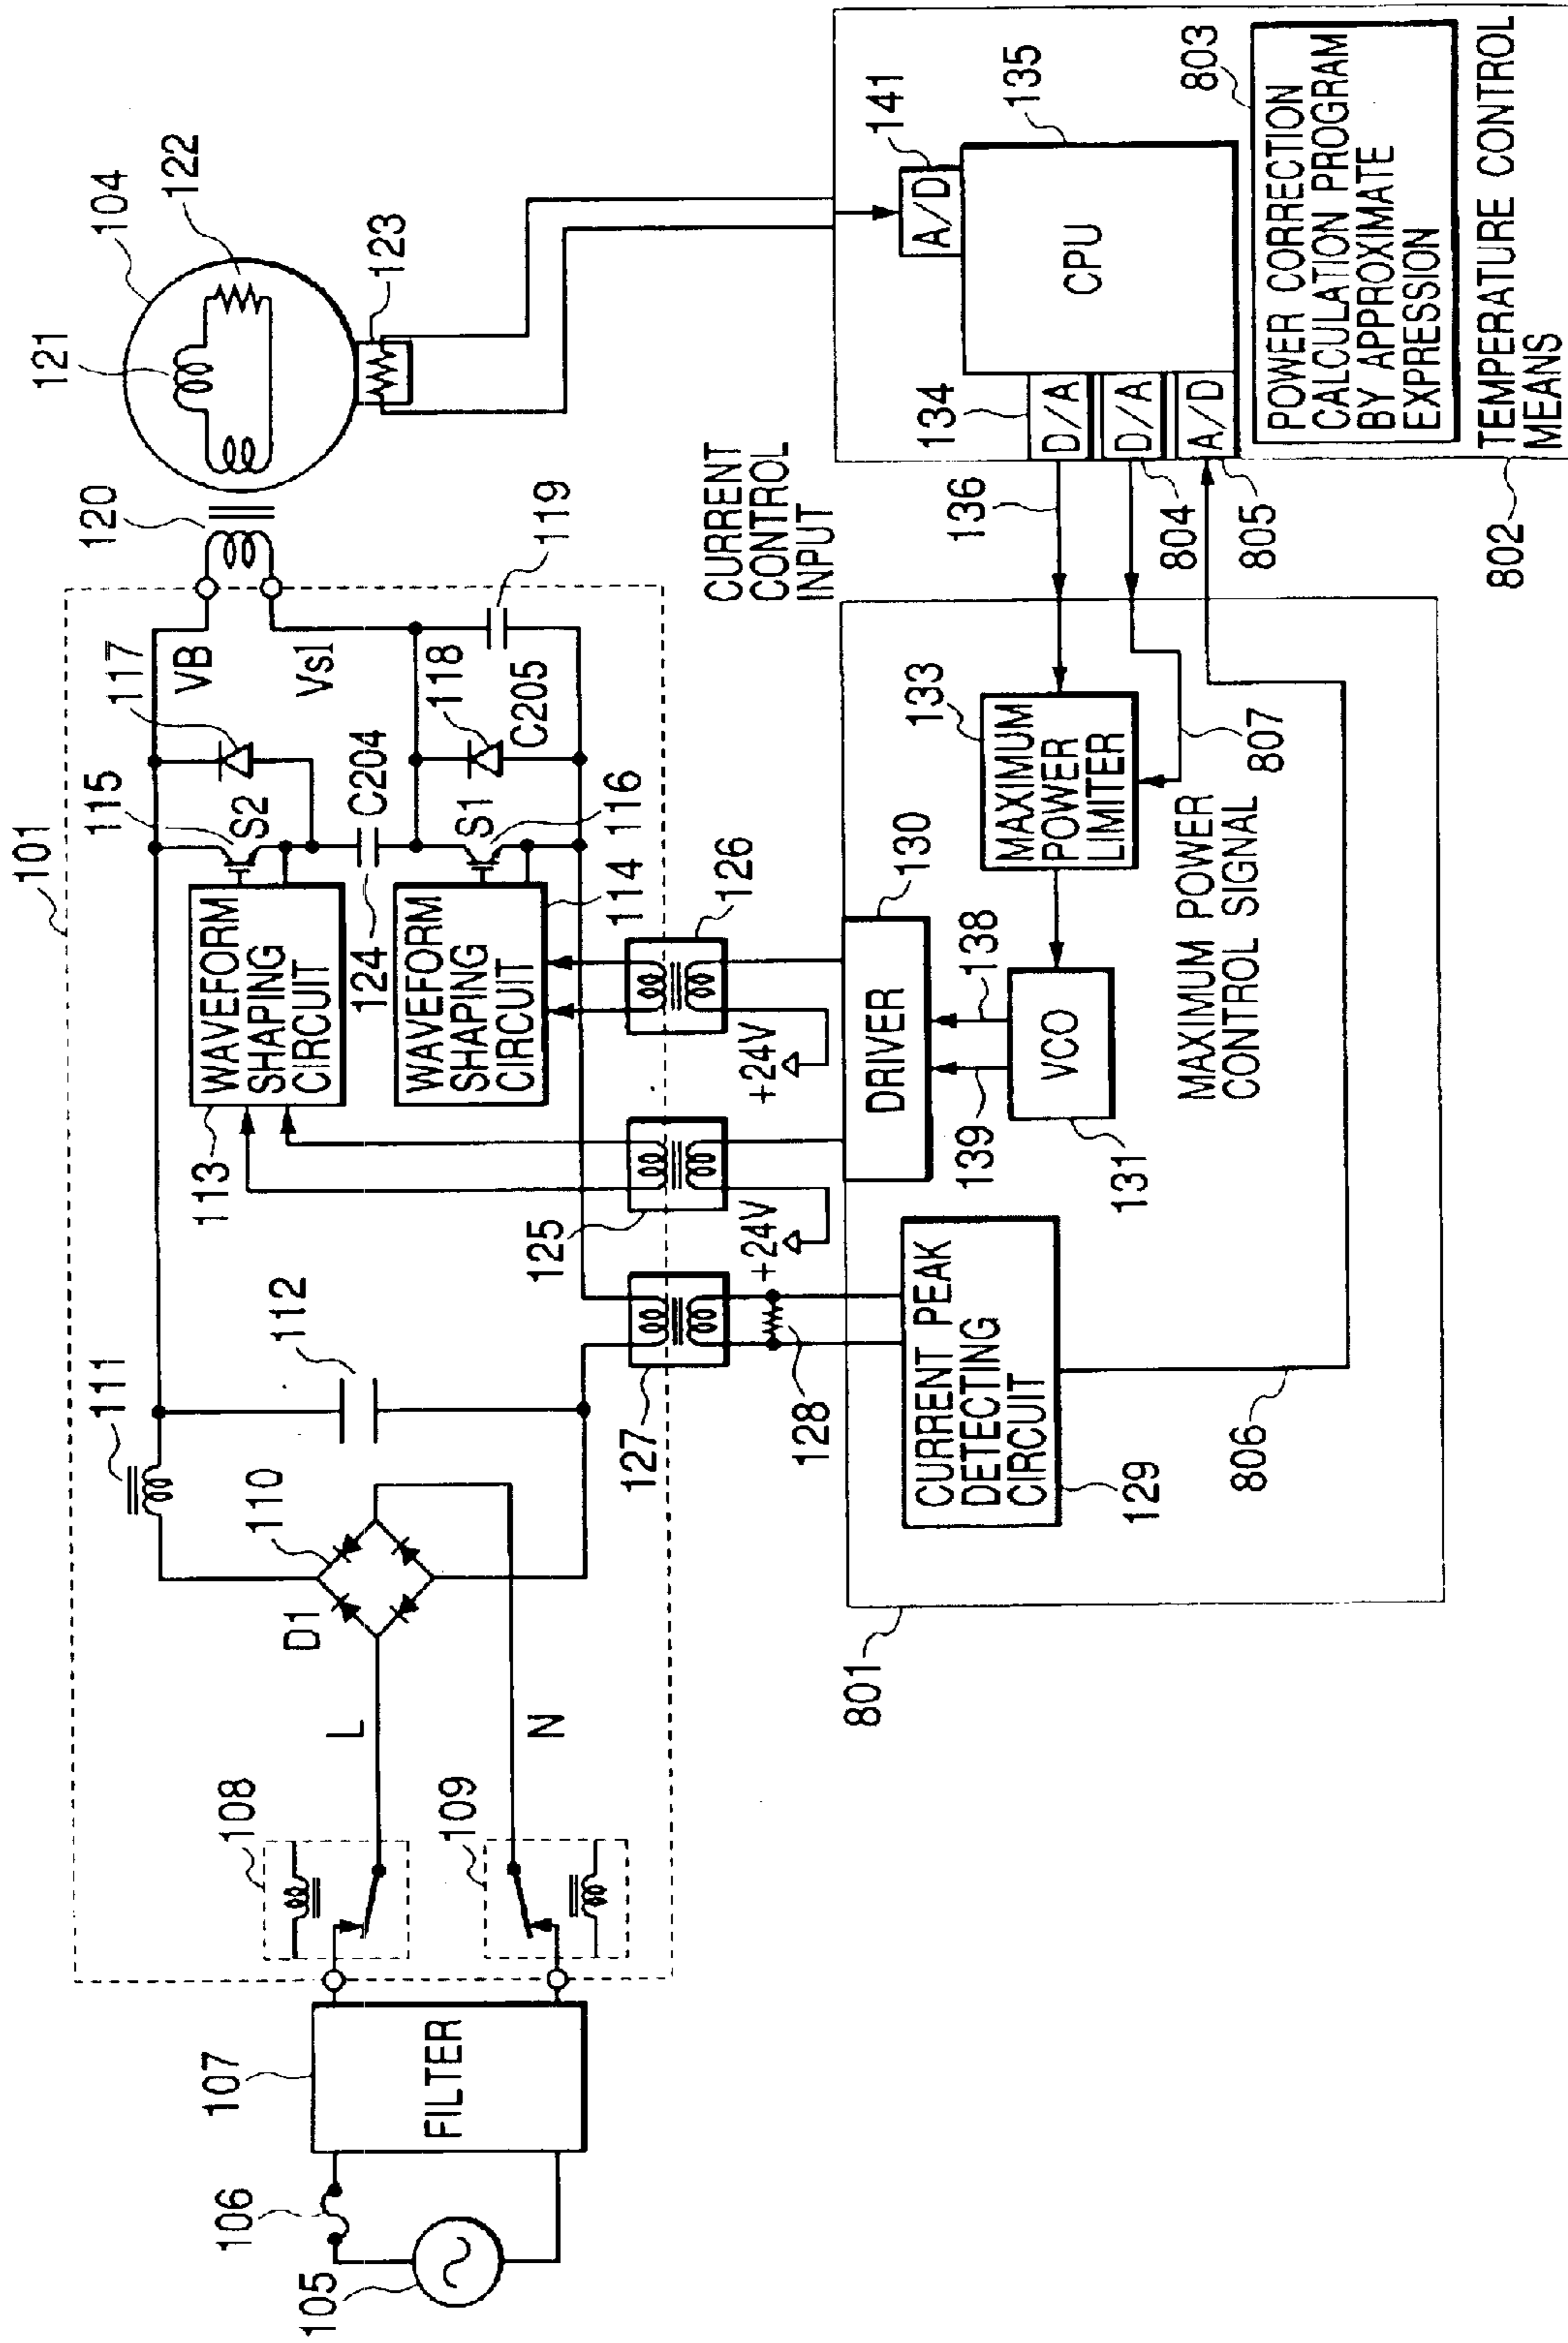 101
105
106
107
FILTER
108
109
L
N
D1
110
111
112
113
WAVEFORM
SHAPING
CIRCUIT
WAVEFORM
SHAPING
CIRCUIT
114
115
S2
117
VB
Vsl
124
C204
S1
116
118
C205
119
120
121
104
122
123
125
126
127
128
+24V
+24V
CURRENT
CONTROL
INPUT
801
CURRENT PEAK
DETECTING
CIRCUIT
129
806
DRIVER
130
139
138
VCO
131
MAXIMUM
POWER
LIMITER
133
MAXIMUM POWER
CONTROL SIGNAL
807
136
134
D/A
D/A
A/D
804
805
CPU
135
A/D
141
803
POWER CORRECTION
CALCULATION PROGRAM
BY APPROXIMATE
EXPRESSION
TEMPERATURE CONTROL
MEANS
802